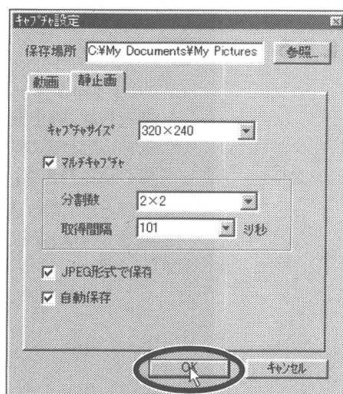 ｷｬﾌﾟﾁｬ設定
保存場所 C:¥My Documents¥My Pictures 参照...
動画 静止画
ｷｬﾌﾟﾁｬｻｲｽﾞ 320×240
マルチｷｬﾌﾟﾁｬ
分割数 2×2
取得間隔 101 ﾐﾘ秒
JPEG形式で保存
自動保存
OK ｷｬﾝｾﾙ